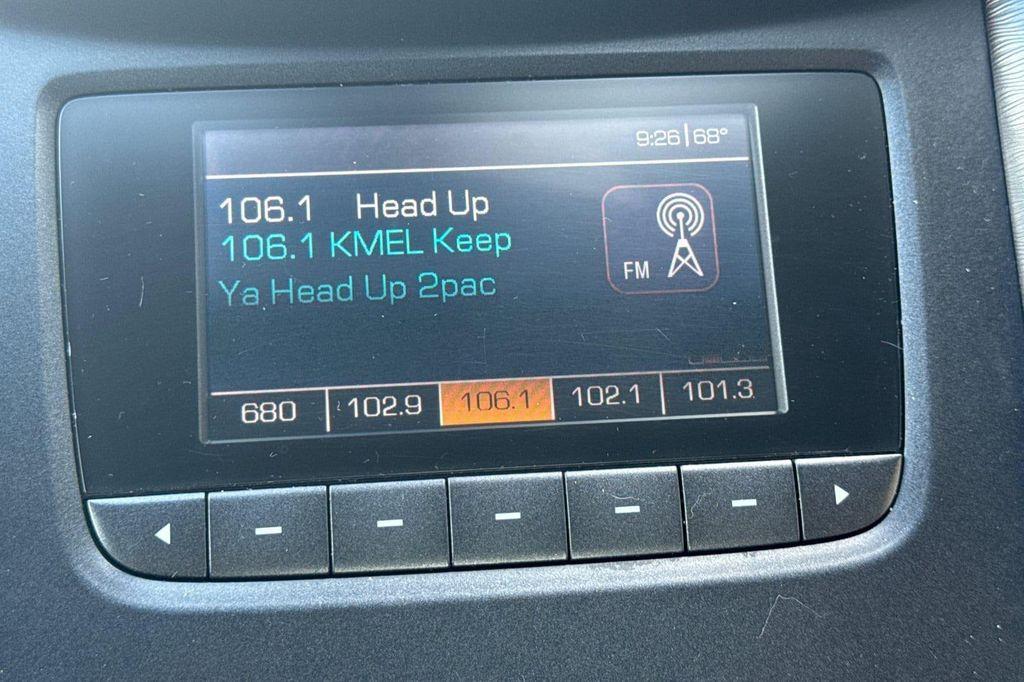 9:26 68°
106.1 Head Up
106.1 KMEL Keep
Ya Head Up 2pac
FM
680 102.9 106.1 102.1 101.3